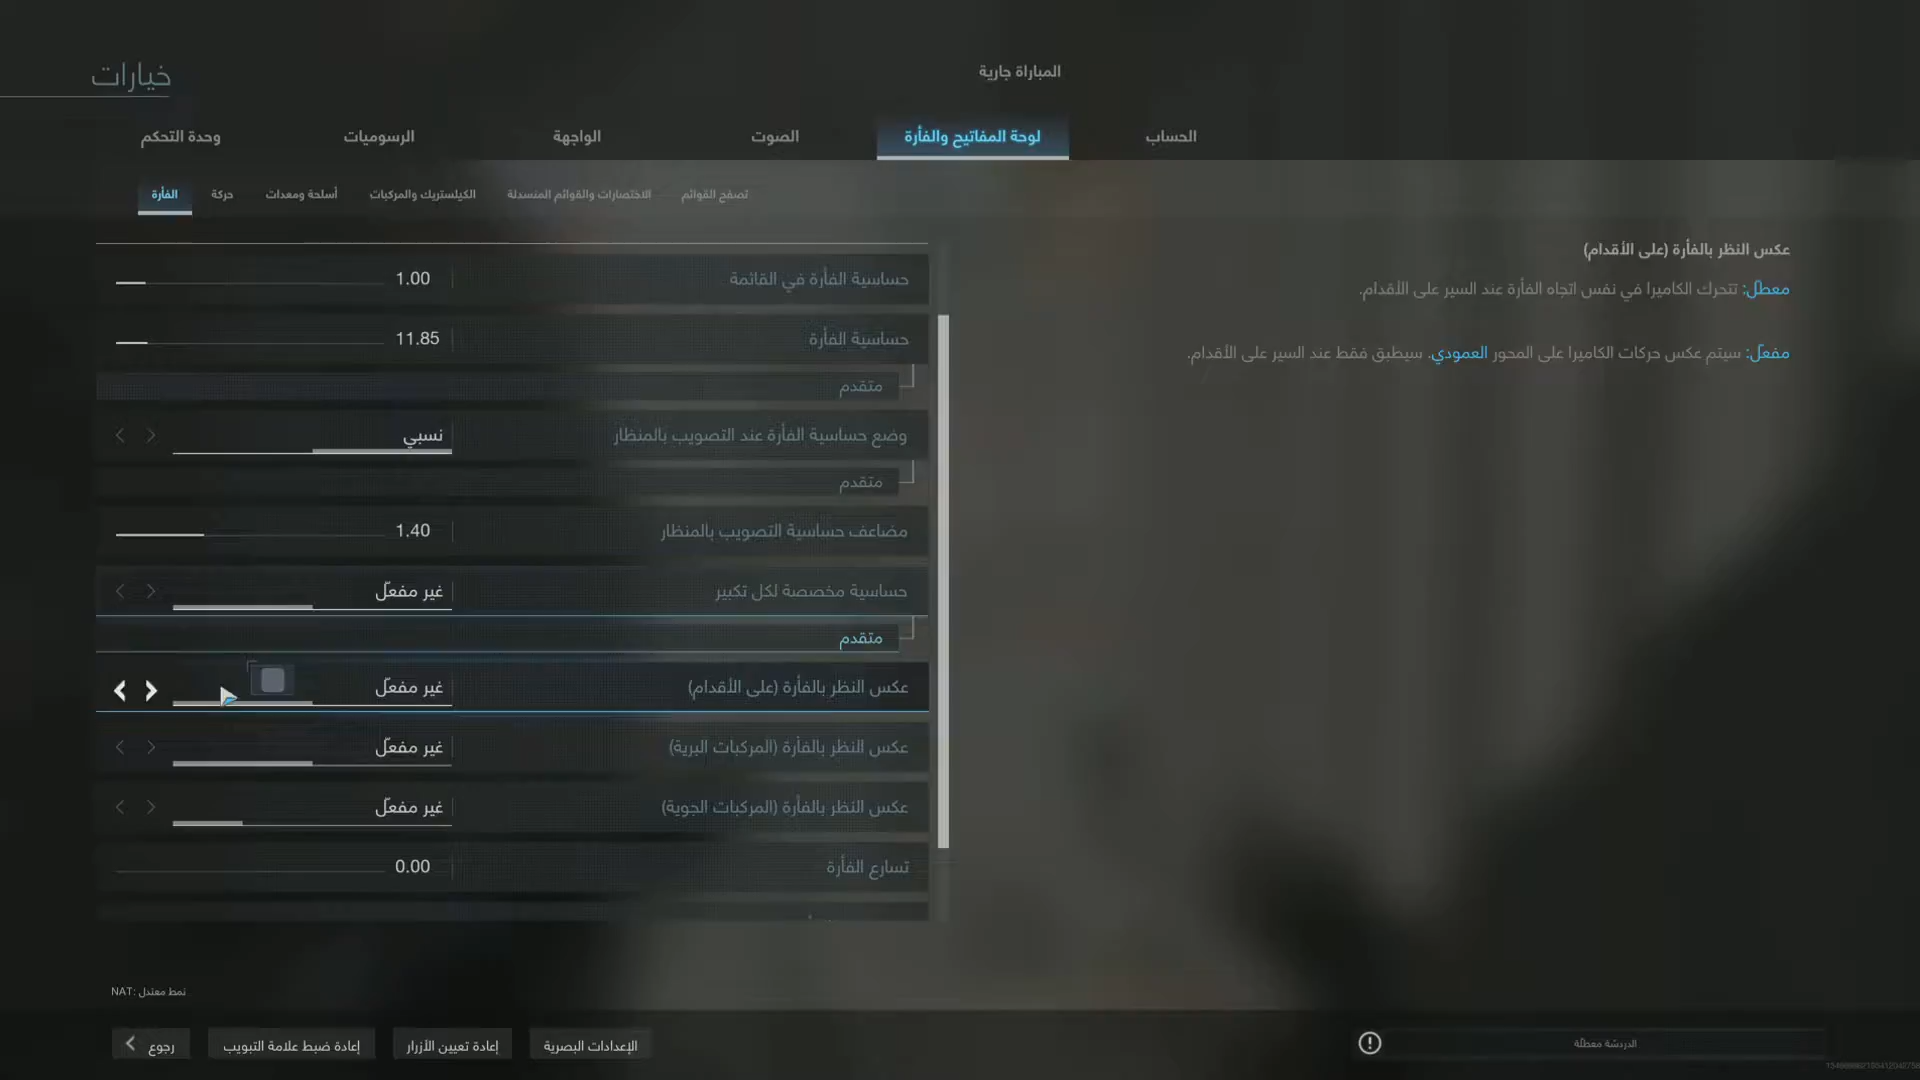 خيارات
المباراة جارية
وحدة التحكم
الرسوميات
الواجهة
الصوت
لوحة المفاتيح والفأرة
الحساب
الفأرة
حركة
أسلحة ومعدات
الكيلستريك والمركبات
الاختصارات والقوائم المنسدلة
تصفح القوائم
حساسية الفأرة في القائمة
1.00
حساسية الفأرة
11.85
متقدم
وضع حساسية الفأرة عند التصويب بالمنظار
نسبي
متقدم
مضاعف حساسية التصويب بالمنظار
1.40
حساسية مخصصة لكل تكبير
غير مفعّل
متقدم
عكس النظر بالفأرة (على الأقدام)
غير مفعّل
عكس النظر بالفأرة (المركبات البرية)
غير مفعّل
عكس النظر بالفأرة (المركبات الجوية)
غير مفعّل
تسارع الفأرة
0.00
عكس النظر بالفأرة (على الأقدام)
معطّل: تتحرك الكاميرا في نفس اتجاه الفأرة عند السير على الأقدام.
مفعّل: سيتم عكس حركات الكاميرا على المحور العمودي. سيطبق فقط عند السير على الأقدام.
نمط معتدل :NAT
رجوع
إعادة ضبط علامة التبويب
إعادة تعيين الأزرار
الإعدادات البصرية
الدردشة معطلة